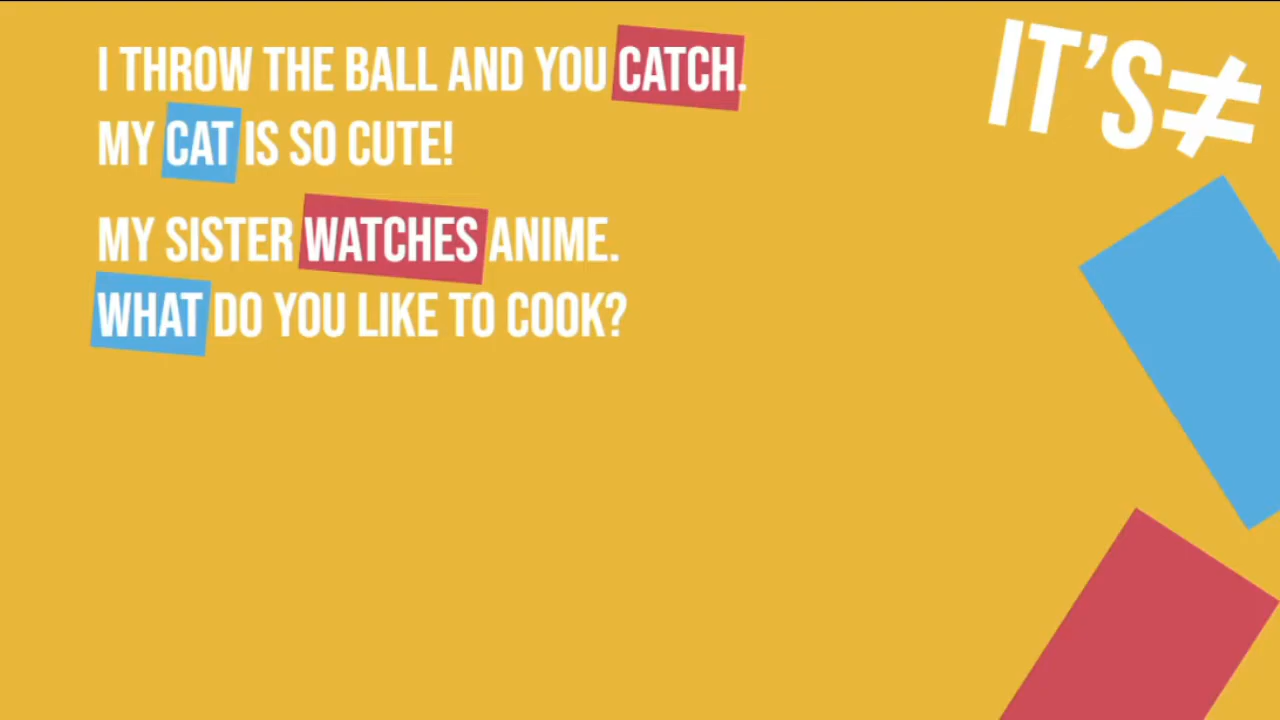 I THROW THE BALL AND YOU CATCH.
MY CAT IS SO CUTE!
MY SISTER WATCHES ANIME.
WHAT DO YOU LIKE TO COOK?
IT'S≠